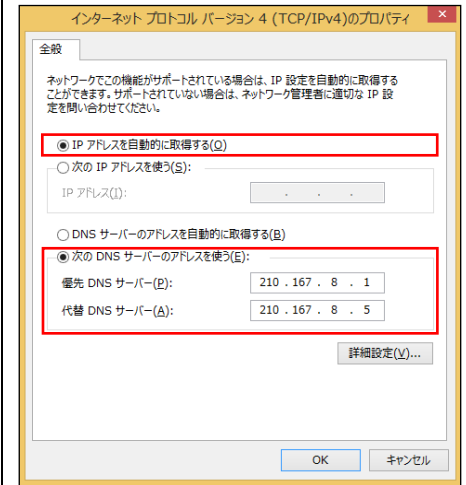 インターネット プロトコル バージョン 4 (TCP/IPv4)のプロパティ
全般
ネットワークでこの機能がサポートされている場合は、IP 設定を自動的に取得する
ことができます。サポートされていない場合は、ネットワーク管理者に適切な IP 設
定を問い合わせてください。
IP アドレスを自動的に取得する(O)
次の IP アドレスを使う(S):
IP アドレス(I):
DNS サーバーのアドレスを自動的に取得する(B)
次の DNS サーバーのアドレスを使う(E):
優先 DNS サーバー(P): 210 . 167 . 8 . 1
代替 DNS サーバー(A): 210 . 167 . 8 . 5
詳細設定(V)...
OK キャンセル